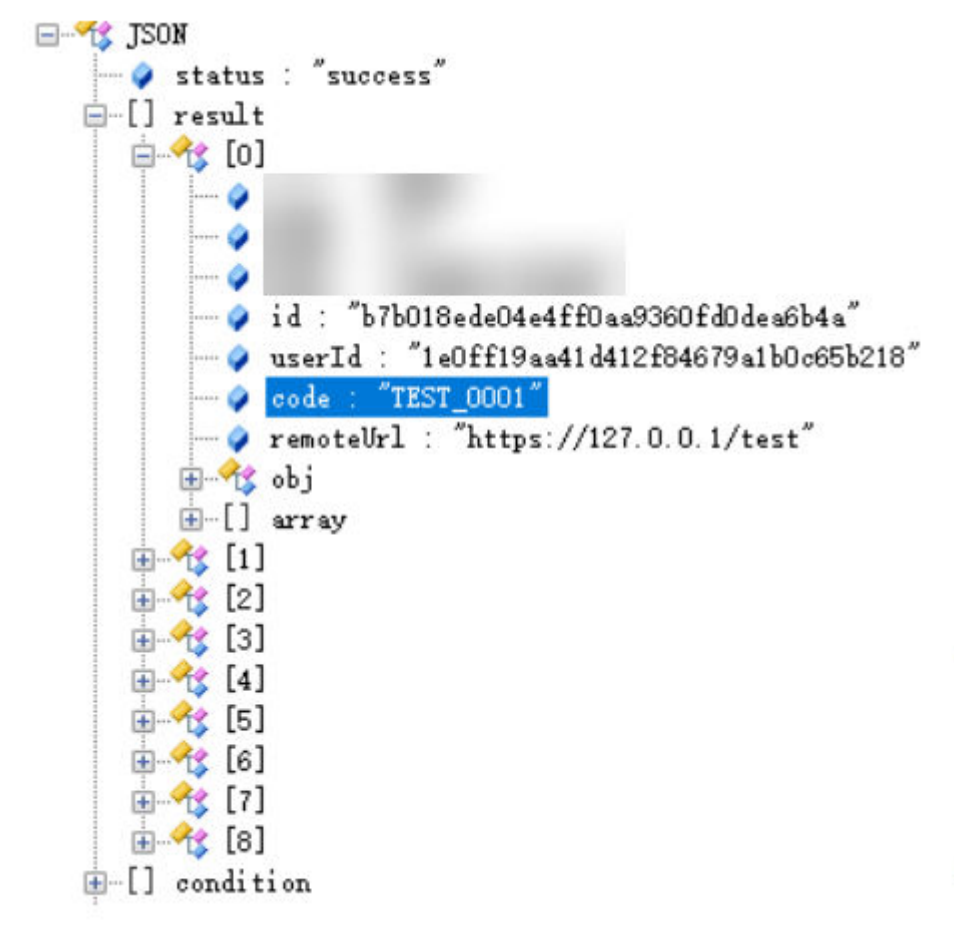 JSON
status : "success"
[] result
[0]
id : "b7b018ede04e4ff0aa9360fd0dea6b4a"
userId : "1e0ff19aa41d412f84679a1b0c65b218"
code : "TEST_0001"
remoteUrl : "https://127.0.0.1/test"
obj
[] array
[1]
[2]
[3]
[4]
[5]
[6]
[7]
[8]
[] condition